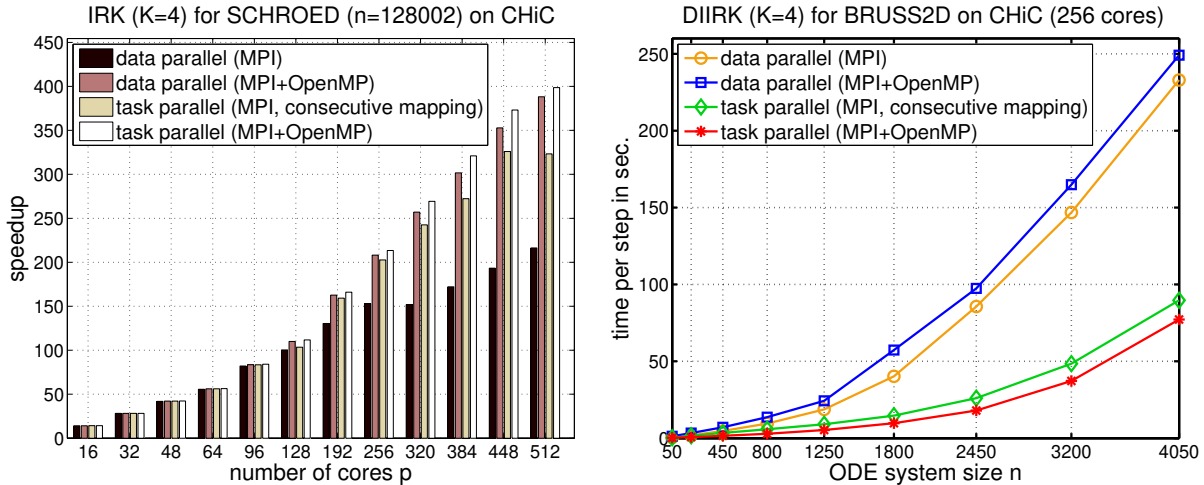 IRK (K=4) for SCHROED (n=128002) on CHiC
450
400
350
300
250
200
150
100
50
0
speedup
data parallel (MPI)
data parallel (MPI+OpenMP)
task parallel (MPI, consecutive mapping)
task parallel (MPI+OpenMP)
16 32 48 64 96 128 192 256 320 384 448 512
number of cores p
DIIRK (K=4) for BRUSS2D on CHiC (256 cores)
250
200
150
100
50
0
time per step in sec.
data parallel (MPI)
data parallel (MPI+OpenMP)
task parallel (MPI, consecutive mapping)
task parallel (MPI+OpenMP)
50 450 800 1250 1800 2450 3200 4050
ODE system size n